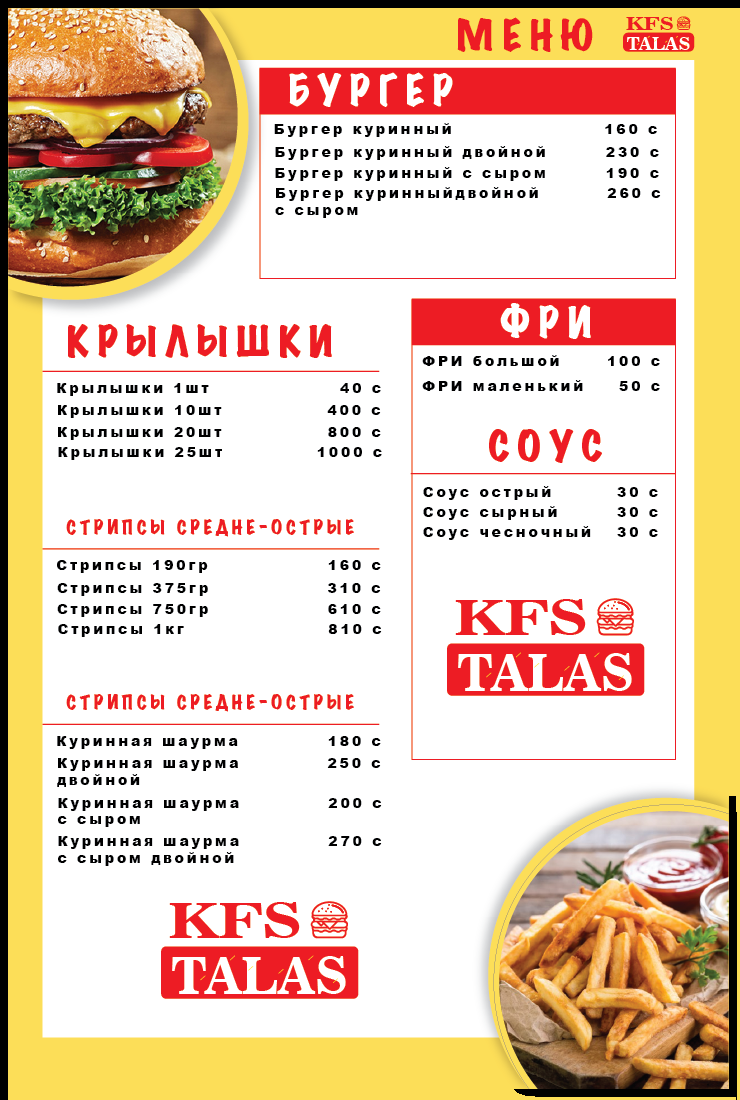 МЕНЮ
KFS
TALAS
БУРГЕР
Бургер куринный 160 с
Бургер куринный двойной 230 с
Бургер куринный с сыром 190 с
Бургер куринныйдвойной 260 с
с сыром
КРЫЛЫШКИ
Крылышки 1шт 40 с
Крылышки 10шт 400 с
Крылышки 20шт 800 с
Крылышки 25шт 1000 с
СТРИПСЫ СРЕДНЕ-ОСТРЫЕ
Стрипсы 190гр 160 с
Стрипсы 375гр 310 с
Стрипсы 750гр 610 с
Стрипсы 1кг 810 с
СТРИПСЫ СРЕДНЕ-ОСТРЫЕ
Куринная шаурма 180 с
Куринная шаурма 250 с
двойной
Куринная шаурма 200 с
с сыром
Куринная шаурма 270 с
с сыром двойной
KFS
TALAS
ФРИ
ФРИ большой 100 с
ФРИ маленький 50 с
СОУС
Соус острый 30 с
Соус сырный 30 с
Соус чесночный 30 с
KFS
TALAS